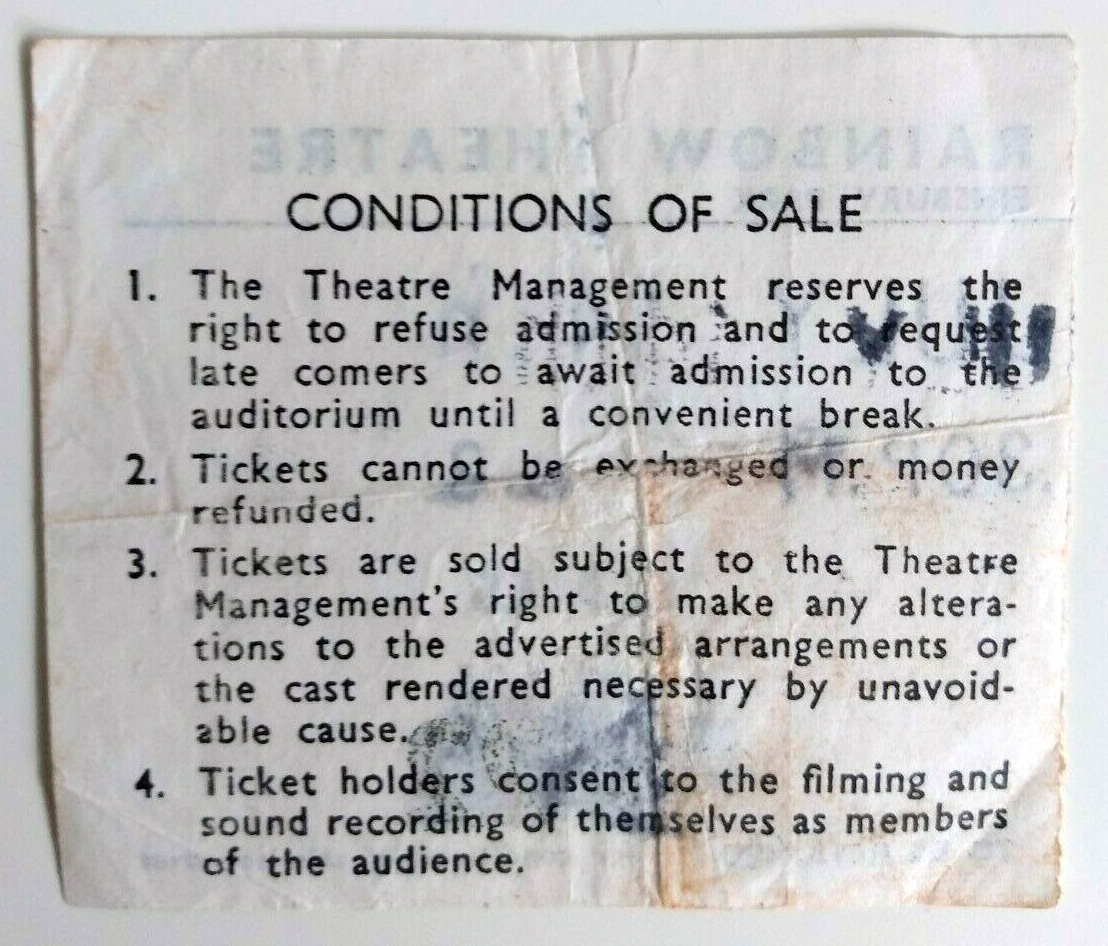 RAINBOW THEATRE
FINSBURY PARK
CONDITIONS OF SALE
1. The Theatre Management reserves the
right to refuse admission and to request
late comers to await admission to the
auditorium until a convenient break.
2. Tickets cannot be exchanged or money
refunded.
3. Tickets are sold subject to the Theatre
Management's right to make any altera-
tions to the advertised arrangements or
the cast rendered necessary by unavoid-
able cause.
4. Ticket holders consent to the filming and
sound recording of themselves as members
of the audience.